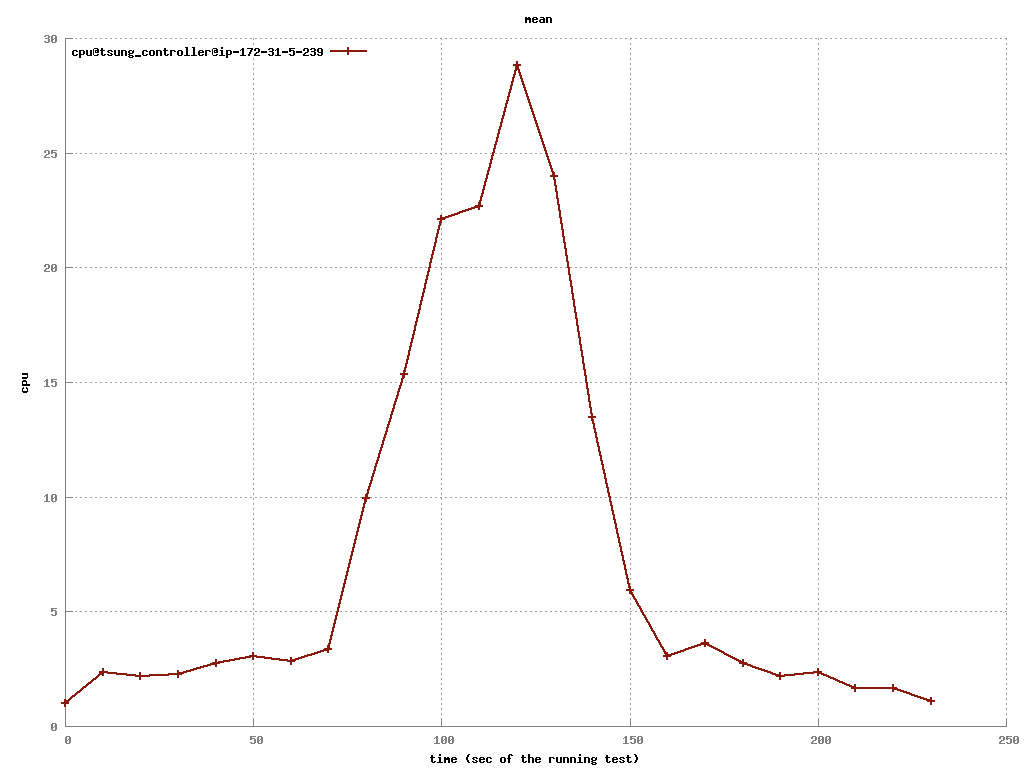 mean
30
cpu@tsung_controller@ip-172-31-5-239
25
20
15
cpu
10
5
0
0 50 100 150 200 250
time (sec of the running test)